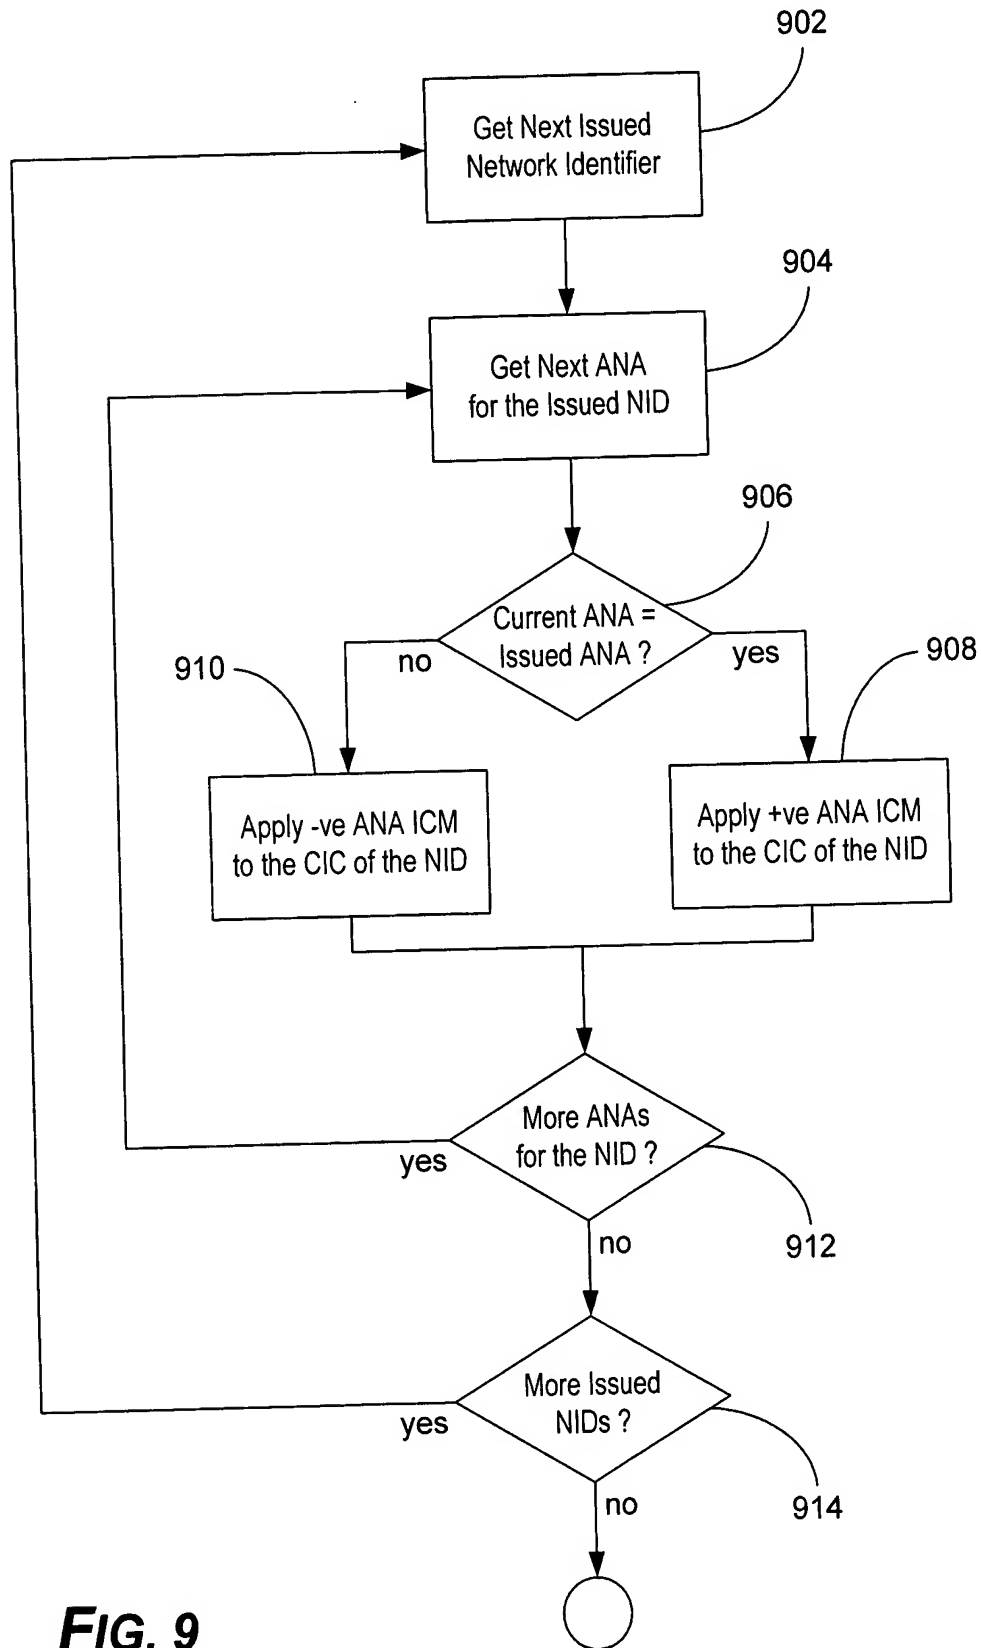 902
Get Next Issued
Network Identifier
904
Get Next ANA
for the Issued NID
906
Current ANA =
Issued ANA ?
no
yes
910
908
Apply -ve ANA ICM
to the CIC of the NID
Apply +ve ANA ICM
to the CIC of the NID
More ANAs
for the NID ?
yes
912
no
More Issued
NIDs ?
yes
914
no
FIG. 9